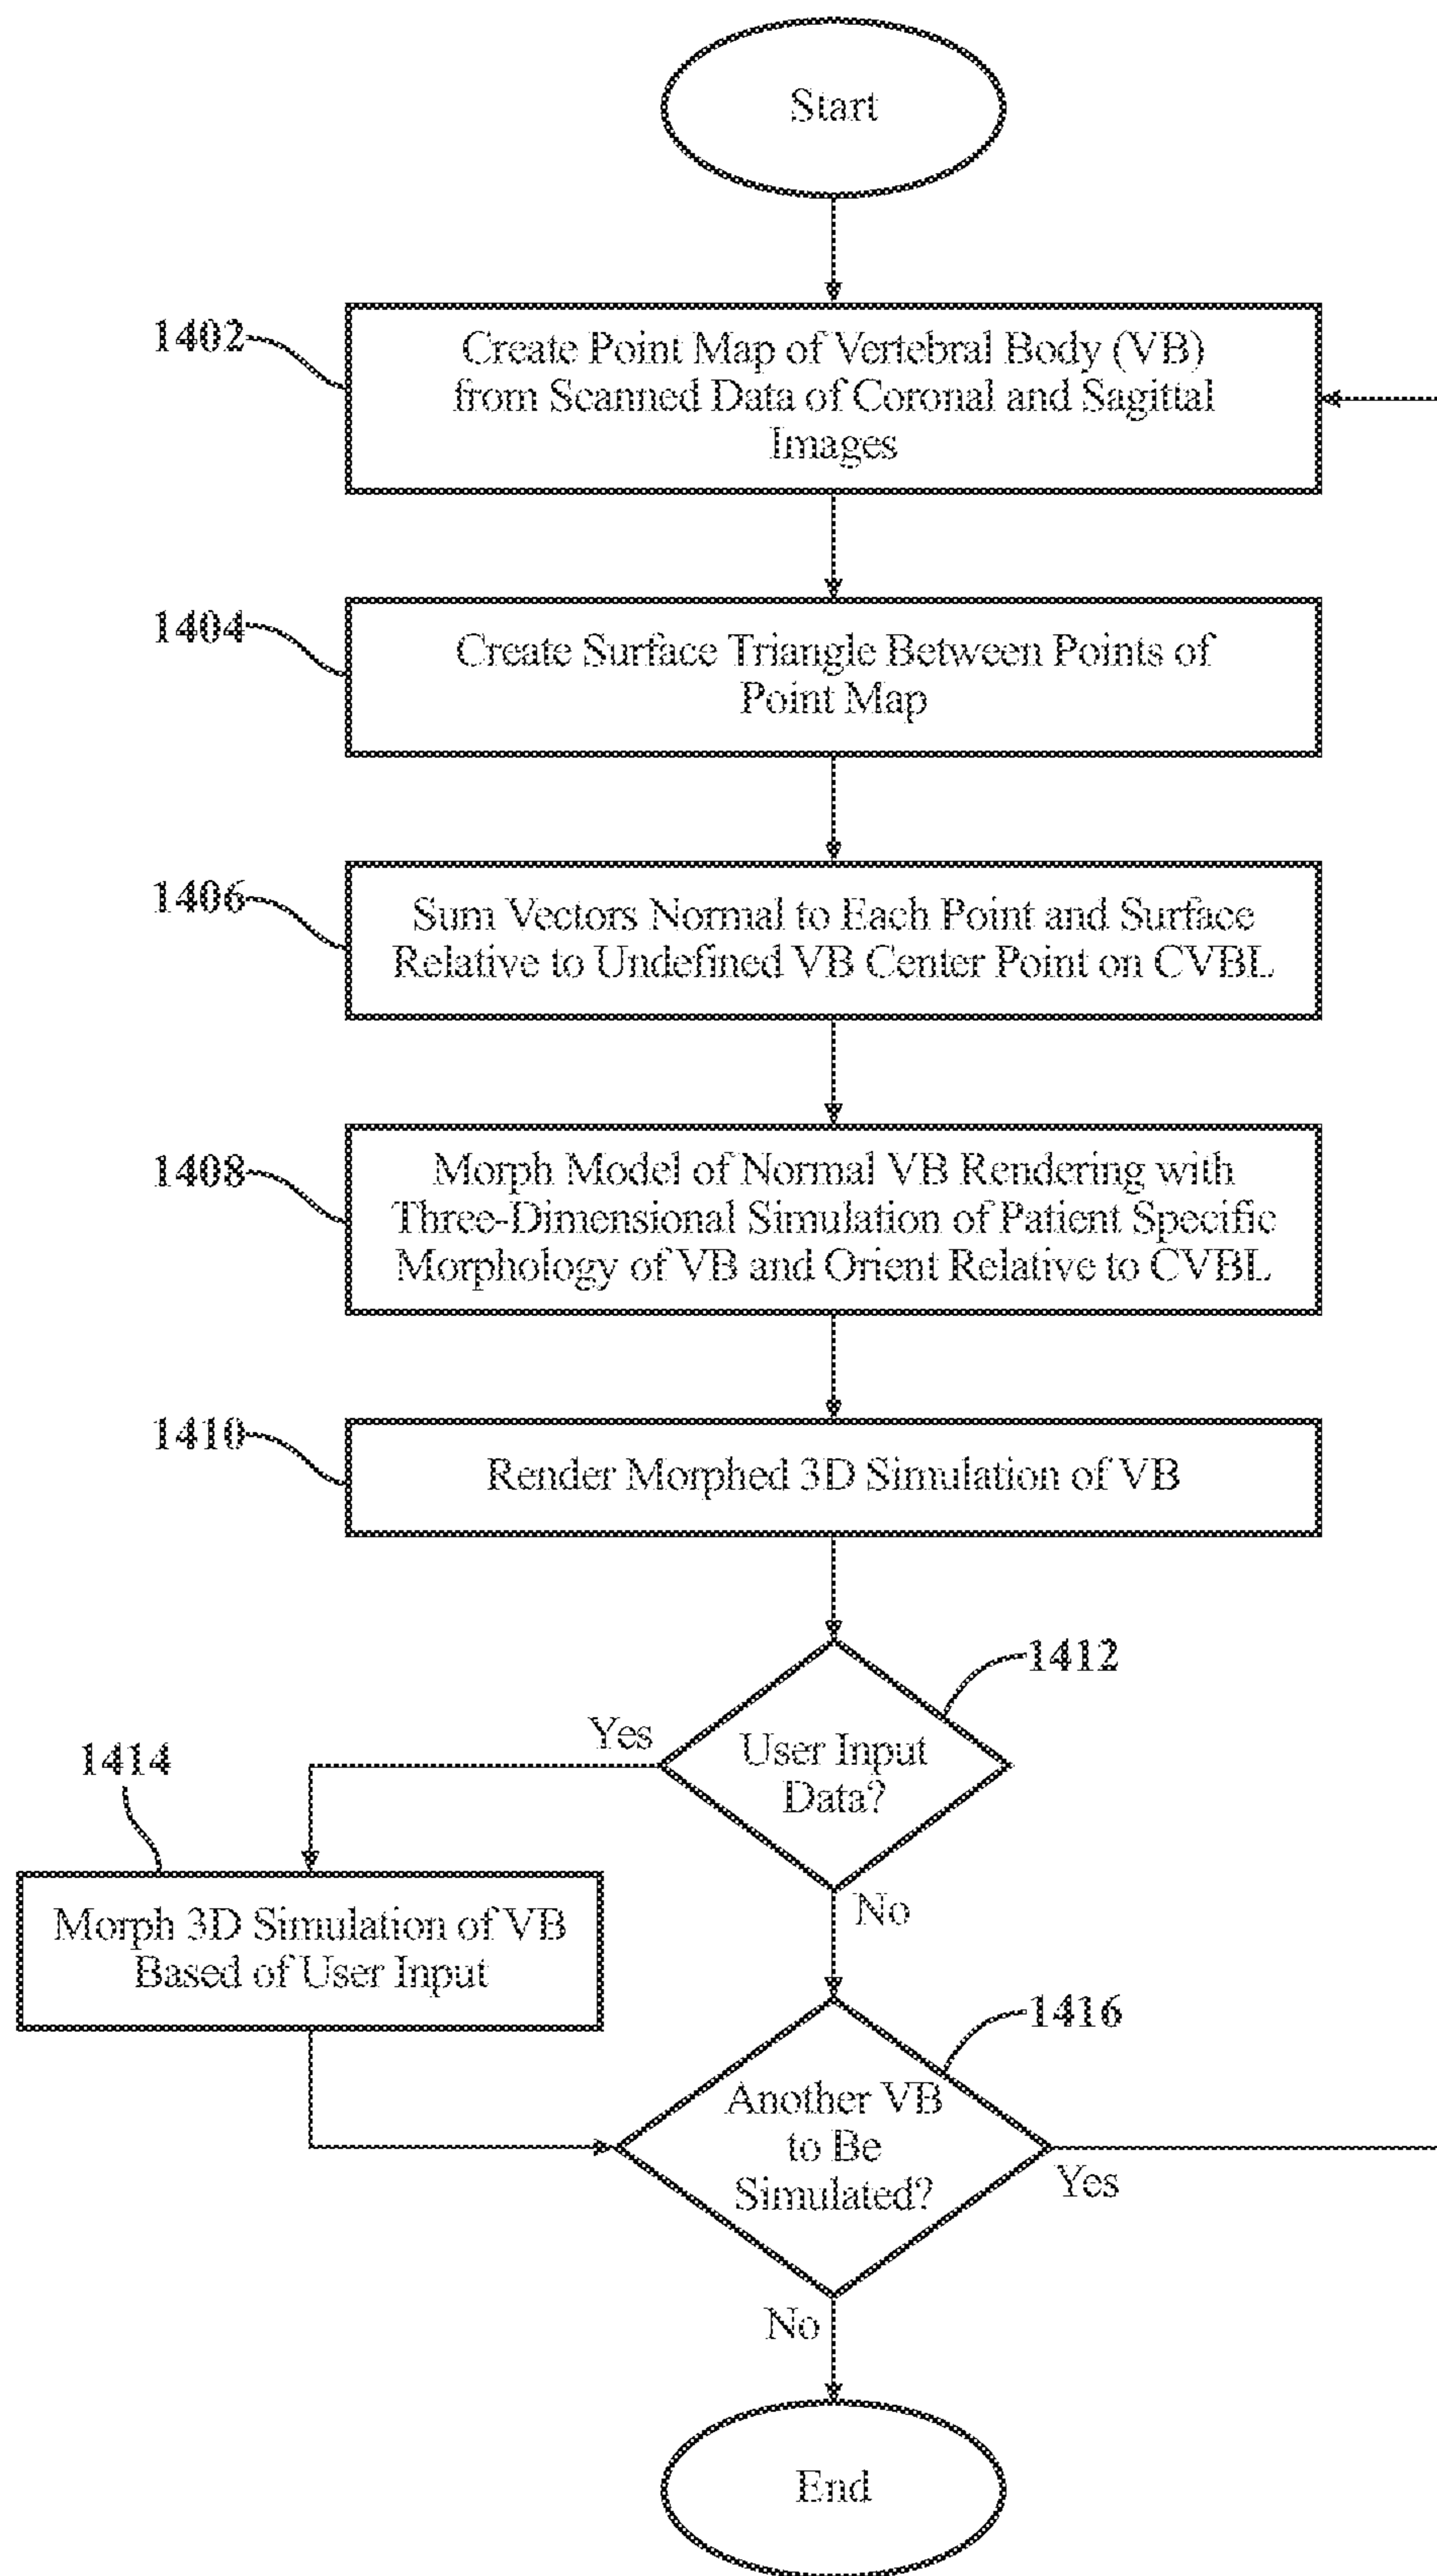 Start
1402
Create Point Map of Vertebral Body (VB)
from Scanned Data of Coronal and Sagittal
Images
1404
Create Surface Triangle Between Points of
Point Map
1406
Sum Vectors Normal to Each Point and Surface
Relative to Undefined VB Center Point on CVBL
1408
Morph Model of Normal VB Rendering with
Three-Dimensional Simulation of Patient Specific
Morphology of VB and Orient Relative to CVBL
1410
Render Morphed 3D Simulation of VB
1412
User Input
Data?
Yes
No
1414
Morph 3D Simulation of VB
Based of User Input
1416
Another VB
to Be
Simulated?
Yes
No
End